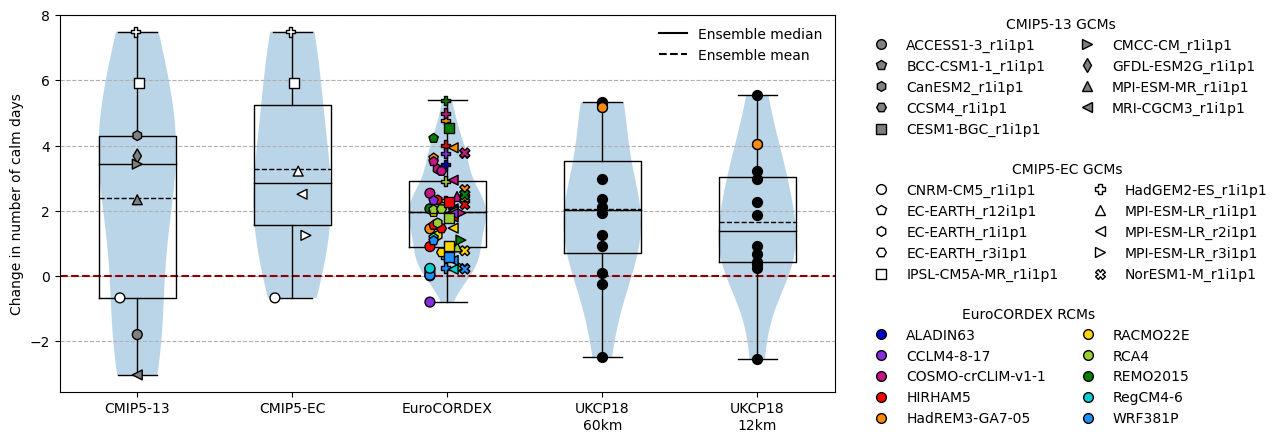 Change in number of calm days
8
6
4
2
0
−2
CMIP5-13
CMIP5-EC
EuroCORDEX
UKCP18
60km
UKCP18
12km
Ensemble median
Ensemble mean
CMIP5-13 GCMs
ACCESS1-3_r1i1p1
BCC-CSM1-1_r1i1p1
CanESM2_r1i1p1
CCSM4_r1i1p1
CESM1-BGC_r1i1p1
CMCC-CM_r1i1p1
GFDL-ESM2G_r1i1p1
MPI-ESM-MR_r1i1p1
MRI-CGCM3_r1i1p1
CMIP5-EC GCMs
CNRM-CM5_r1i1p1
EC-EARTH_r12i1p1
EC-EARTH_r1i1p1
EC-EARTH_r3i1p1
IPSL-CM5A-MR_r1i1p1
HadGEM2-ES_r1i1p1
MPI-ESM-LR_r1i1p1
MPI-ESM-LR_r2i1p1
MPI-ESM-LR_r3i1p1
NorESM1-M_r1i1p1
EuroCORDEX RCMs
ALADIN63
CCLM4-8-17
COSMO-crCLIM-v1-1
HIRHAM5
HadREM3-GA7-05
RACMO22E
RCA4
REMO2015
RegCM4-6
WRF381P